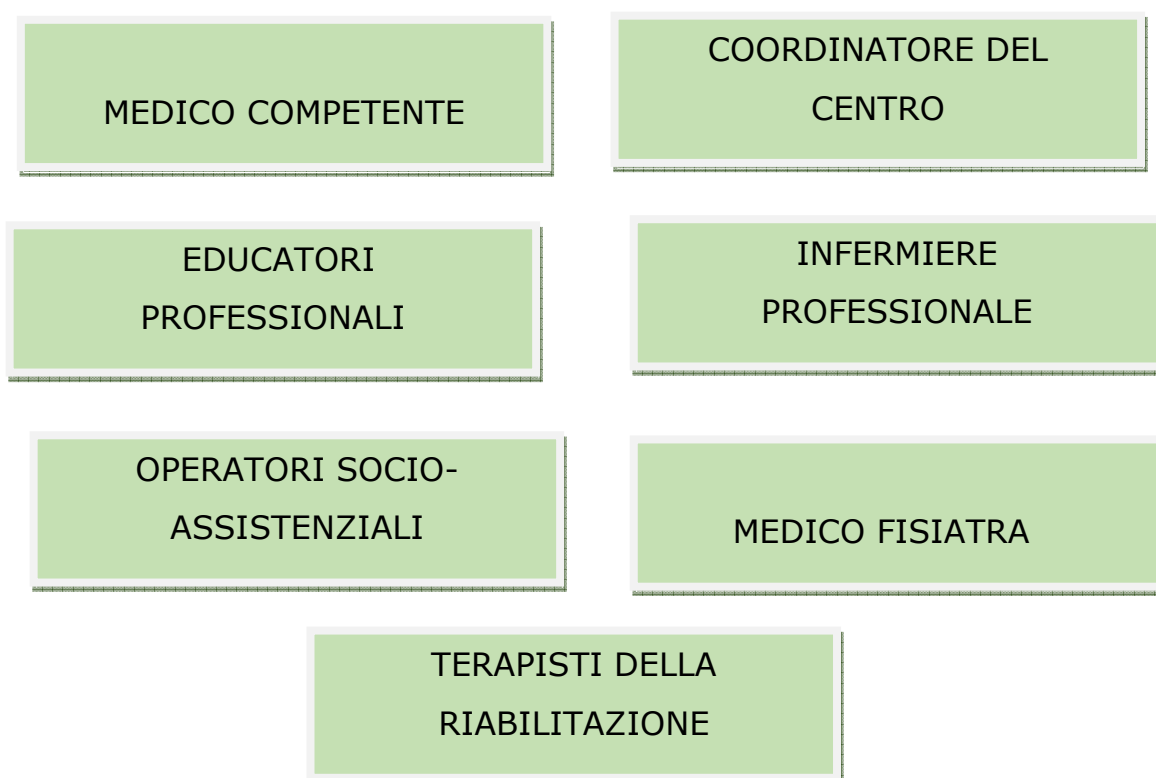 MEDICO COMPETENTE
COORDINATORE DEL
CENTRO
EDUCATORI
PROFESSIONALI
INFERMIERE
PROFESSIONALE
OPERATORI SOCIO-
ASSISTENZIALI
MEDICO FISIATRA
TERAPISTI DELLA
RIABILITAZIONE